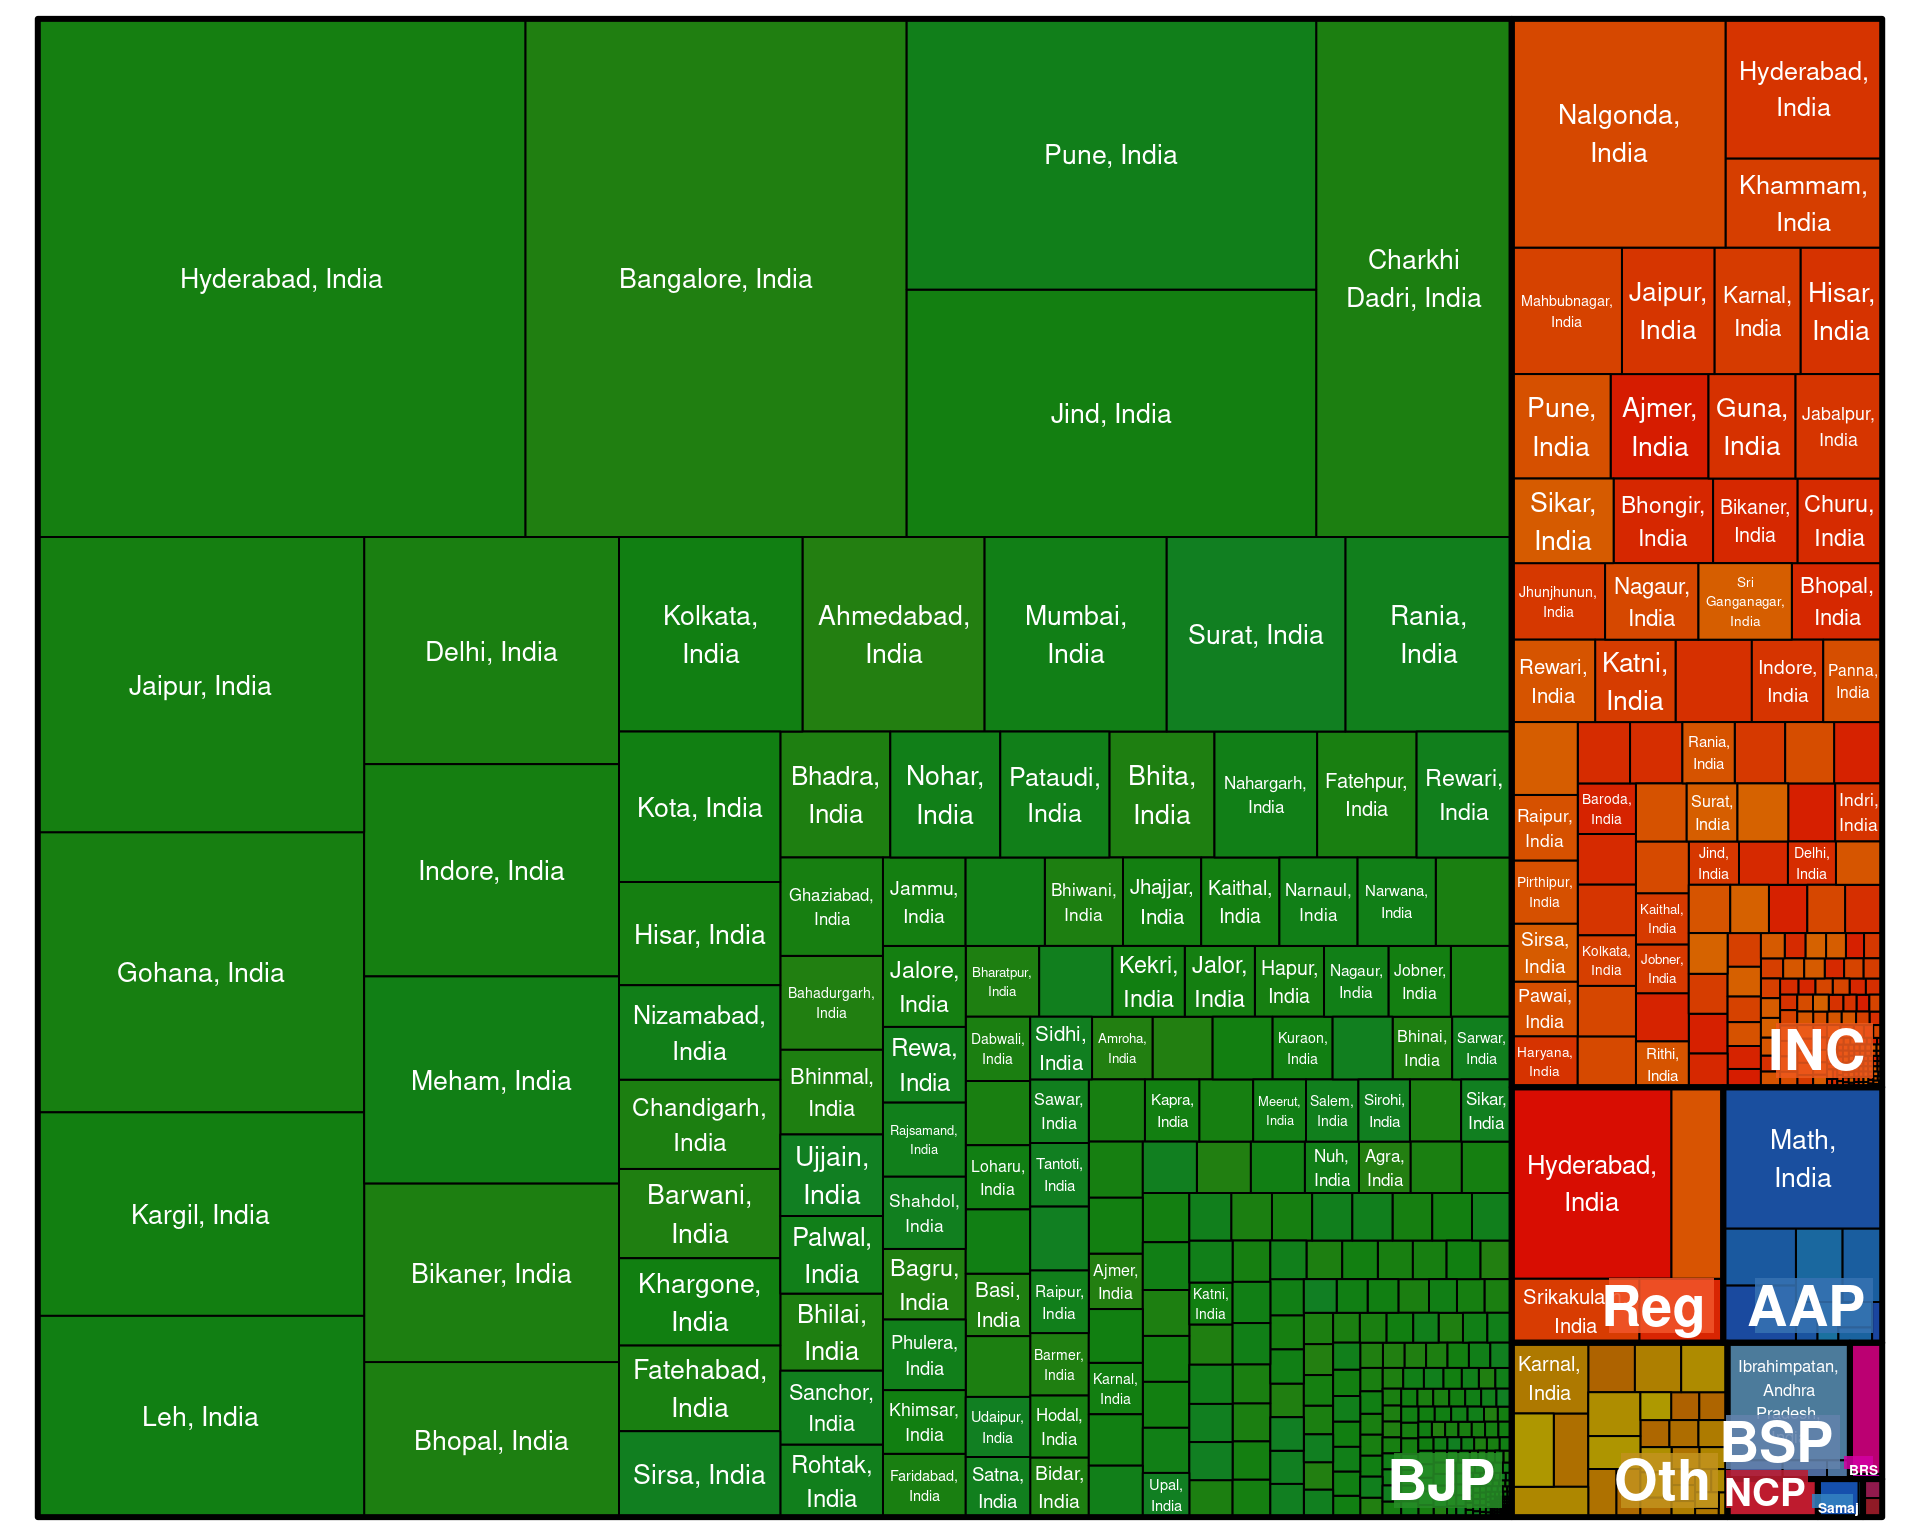 Hyderabad, India
Bangalore, India
Pune, India
Jind, India
Charkhi
Dadri, India
Jaipur, India
Gohana, India
Kargil, India
Leh, India
Delhi, India
Indore, India
Meham, India
Bikaner, India
Bhopal, India
Kolkata,
India
Ahmedabad,
India
Mumbai,
India
Surat, India
Rania,
India
Kota, India
Hisar, India
Nizamabad,
India
Chandigarh,
India
Barwani,
India
Khargone,
India
Fatehabad,
India
Sirsa, India
Bhadra,
India
Nohar,
India
Pataudi,
India
Bhita,
India
Nahargarh,
India
Fatehpur,
India
Rewari,
India
Ghaziabad,
India
Bahadurgarh,
India
Bhinmal,
India
Ujjain,
India
Palwal,
India
Bhilai,
India
Sanchor,
India
Rohtak,
India
Jammu,
India
Bhiwani,
India
Jhajjar,
India
Kaithal,
India
Narnaul,
India
Narwana,
India
Jalore,
India
Rewa,
India
Rajsamand,
India
Shahdol,
India
Bagru,
India
Phulera,
India
Khimsar,
India
Faridabad,
India
Bharatpur,
India
Kekri,
India
Jalor,
India
Hapur,
India
Nagaur,
India
Jobner,
India
Dabwali,
India
Sidhi,
India
Amroha,
India
Kuraon,
India
Bhinai,
India
Sarwar,
India
Sawar,
India
Kapra,
India
Meerut,
India
Salem,
India
Sirohi,
India
Sikar,
India
Loharu,
India
Tantoti,
India
Nuh,
India
Agra,
India
Basi,
India
Raipur,
India
Ajmer,
India
Katni,
India
Barmer,
India
Karnal,
India
Udaipur,
India
Hodal,
India
Satna,
India
Bidar,
India
Upal,
India
BJP
Nalgonda,
India
Hyderabad,
India
Khammam,
India
Mahbubnagar,
India
Jaipur,
India
Karnal,
India
Hisar,
India
Pune,
India
Ajmer,
India
Guna,
India
Jabalpur,
India
Sikar,
India
Bhongir,
India
Bikaner,
India
Churu,
India
Jhunjhunun,
India
Nagaur,
India
Sri
Ganganagar,
India
Bhopal,
India
Rewari,
India
Katni,
India
Indore,
India
Panna,
India
Rania,
India
Raipur,
India
Baroda,
India
Surat,
India
Indri,
India
Jind,
India
Delhi,
India
Pirthipur,
India
Kaithal,
India
Sirsa,
India
Kolkata,
India
Jobner,
India
Pawai,
India
Haryana,
India
Rithi,
India
INC
Hyderabad,
India
Srikakula
India
Reg
Math,
India
AAP
Karnal,
India
Oth
Ibrahimpatan,
Andhra
Pradesh,
BSP
BRS
NCP
Samaj